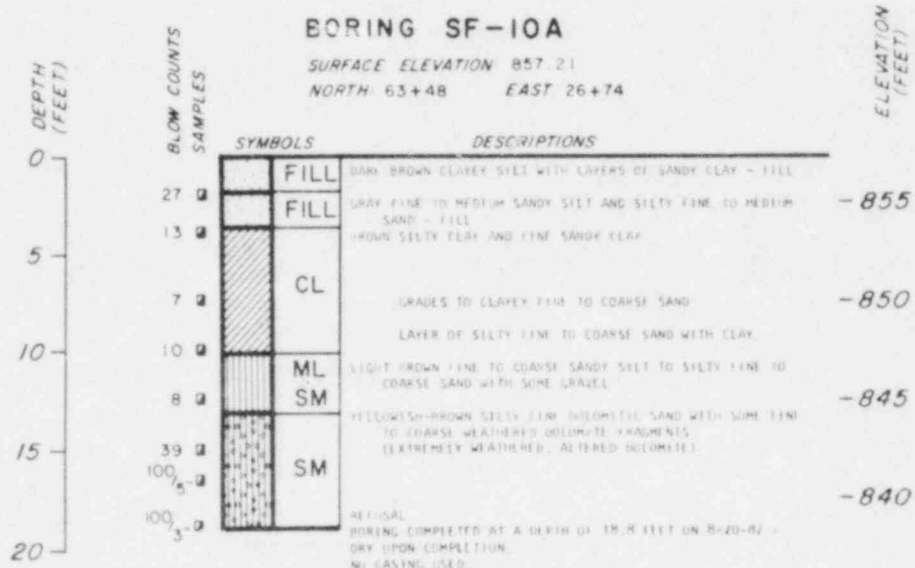 BORING SF-10A
SURFACE ELEVATION 857.21
NORTH 63+48 EAST 26+74
DEPTH (FEET)
BLOW COUNTS
SAMPLES
ELEVATION (FEET)
SYMBOLS DESCRIPTIONS
0
FILL DARK BROWN CLAYEY SILT WITH LAYERS OF SANDY CLAY - FILL
27 FILL GRAY FINE TO MEDIUM SANDY SILT AND SILTY FINE TO MEDIUM -855
SAND - FILL
13 BROWN SILTY CLAY AND FINE SANDY CLAY
5
CL
7 GRADES TO CLAYEY FINE TO COARSE SAND -850
LAYER OF SILTY FINE TO COARSE SAND WITH CLAY
10 10
ML LIGHT BROWN FINE TO COARSE SANDY SILT TO SILTY FINE TO
COARSE SAND WITH SOME GRAVEL
8 SM -845
YELLOWISH-BROWN SILTY FINE DOLOMITIC SAND WITH SOME FINE
TO COARSE WEATHERED DOLOMITE FRAGMENTS
15 39 (EXTREMELY WEATHERED, ALTERED DOLOMITE)
SM
100/5" -840
100/3" REFUSAL
BORING COMPLETED AT A DEPTH OF 18.8 FEET ON 8-20-82
DRY UPON COMPLETION.
20 NO CASING USED.